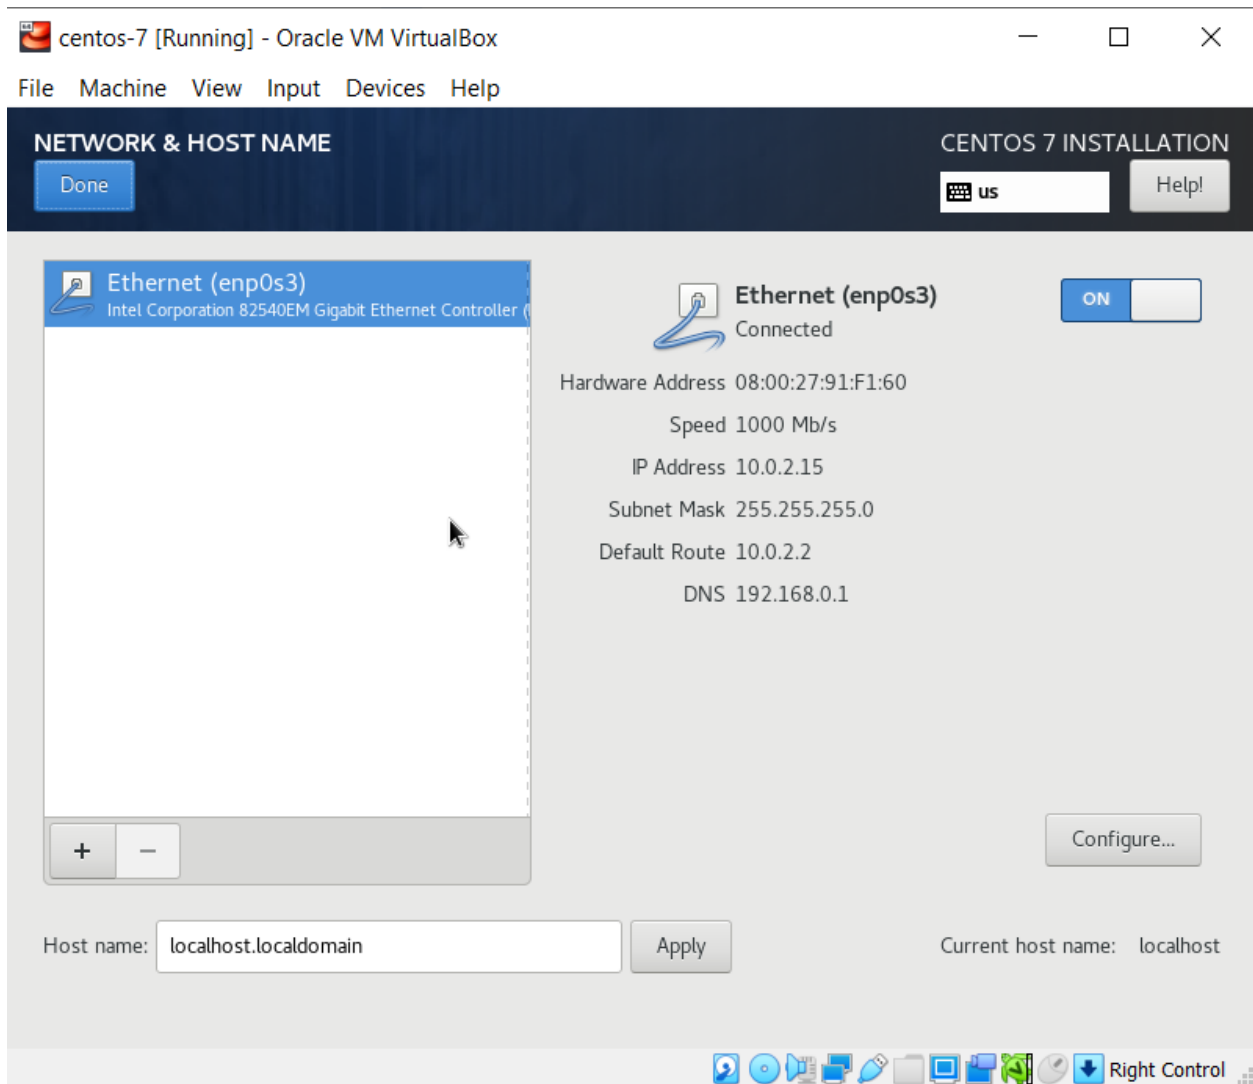 centos-7 [Running] - Oracle VM VirtualBox
File Machine View Input Devices Help
NETWORK & HOST NAME
CENTOS 7 INSTALLATION
Done
us
Help!
Ethernet (enp0s3)
Intel Corporation 82540EM Gigabit Ethernet Controller (
Ethernet (enp0s3)
Connected
ON
Hardware Address 08:00:27:91:F1:60
Speed 1000 Mb/s
IP Address 10.0.2.15
Subnet Mask 255.255.255.0
Default Route 10.0.2.2
DNS 192.168.0.1
+ −
Configure...
Host name: localhost.localdomain
Apply
Current host name: localhost
Right Control